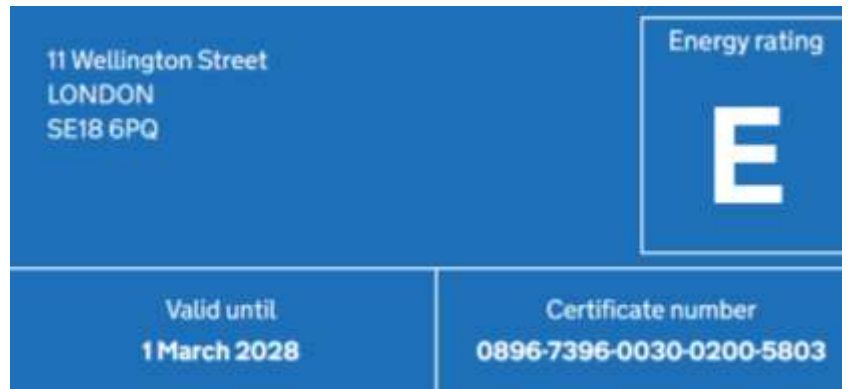 11 Wellington Street
LONDON
SE18 6PQ
Energy rating
E
Valid until
1 March 2028
Certificate number
0896-7396-0030-0200-5803